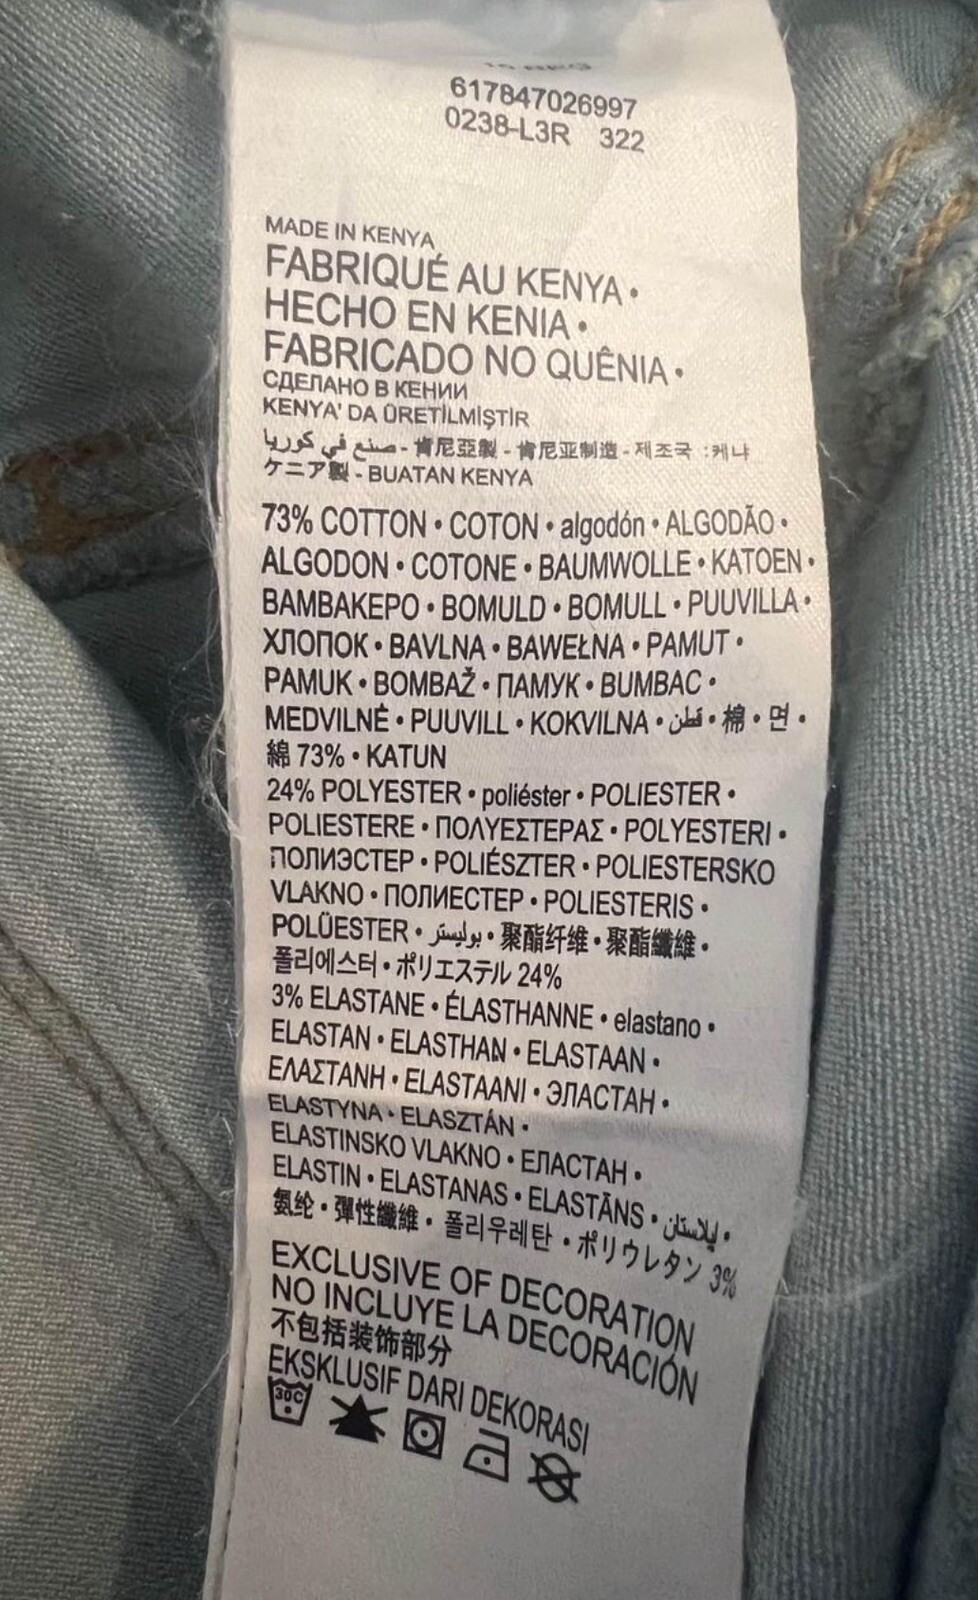 617847026997
0238-L3R 322
MADE IN KENYA
FABRIQUÉ AU KENYA •
HECHO EN KENIA •
FABRICADO NO QUÊNIA •
СДЕЛАНО В КЕНИИ
KENYA' DA ÜRETİLMİŞTİR
صنع في كوريا - 肯尼亞製 - 肯尼亚制造 - 제조국 :케냐
ケニア製 - BUATAN KENYA
73% COTTON • COTON • algodón • ALGODÃO •
ALGODON • COTONE • BAUMWOLLE • KATOEN •
ΒΑΜΒΑΚΕΡΟ • BOMULD • BOMULL • PUUVILLA •
ХЛОПОК • BAVLNA • BAWEŁNA • PAMUT •
PAMUK • BOMBAŽ • ПАМУК • BUMBAC •
MEDVILNĖ • PUUVILL • KOKVILNA • قطن • 棉 • 면 •
綿 73% • KATUN
24% POLYESTER • poliéster • POLIESTER •
POLIESTERE • ΠΟΛΥΕΣΤΕΡΑΣ • POLYESTERI •
ПОЛИЭСТЕР • POLIÉSZTER • POLIESTERSKO
VLAKNO • ПОЛИЕСТЕР • POLIESTERIS •
POLÜESTER • بوليستر • 聚酯纤维 • 聚酯纖維 •
폴리에스터 • ポリエステル 24%
3% ELASTANE • ÉLASTHANNE • elastano •
ELASTAN • ELASTHAN • ELASTAAN •
ΕΛΑΣΤΑΝΗ • ELASTAANI • ЭЛАСТАН •
ELASTYNA • ELASZTÁN •
ELASTINSKO VLAKNO • ЕЛАСТАН •
ELASTIN • ELASTANAS • ELASTĀNS • إيلاستان •
氨纶 • 彈性纖維 • 폴리우레탄 • ポリウレタン 3%
EXCLUSIVE OF DECORATION
NO INCLUYE LA DECORACIÓN
不包括装饰部分
EKSKLUSIF DARI DEKORASI
30C